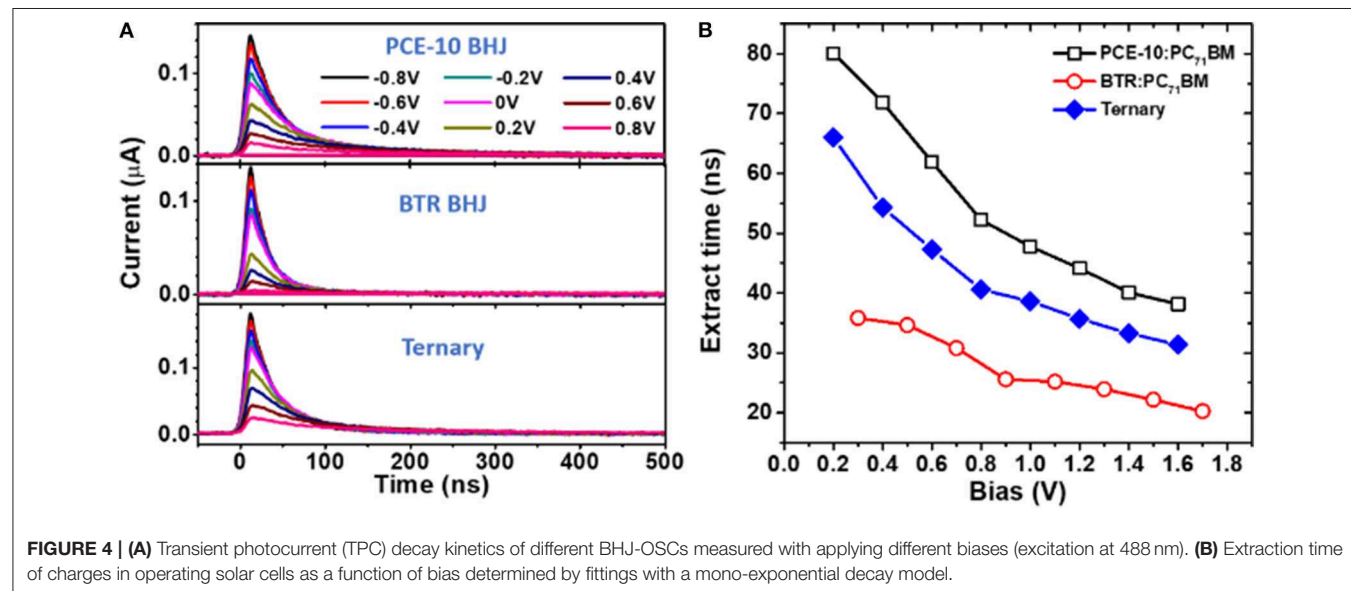 A
PCE-10 BHJ
-0.8V -0.2V 0.4V
-0.6V 0V 0.6V
-0.4V 0.2V 0.8V
0.1
0.0
BTR BHJ
0.1
0.0
Ternary
0.1
0.0
Current (μA)
0 100 200 300 400 500
Time (ns)
B
PCE-10:PC71BM
BTR:PC71BM
Ternary
80
70
60
50
40
30
20
Extract time (ns)
0.0 0.2 0.4 0.6 0.8 1.0 1.2 1.4 1.6 1.8
Bias (V)
FIGURE 4 | (A) Transient photocurrent (TPC) decay kinetics of different BHJ-OSCs measured with applying different biases (excitation at 488 nm). (B) Extraction time
of charges in operating solar cells as a function of bias determined by fittings with a mono-exponential decay model.